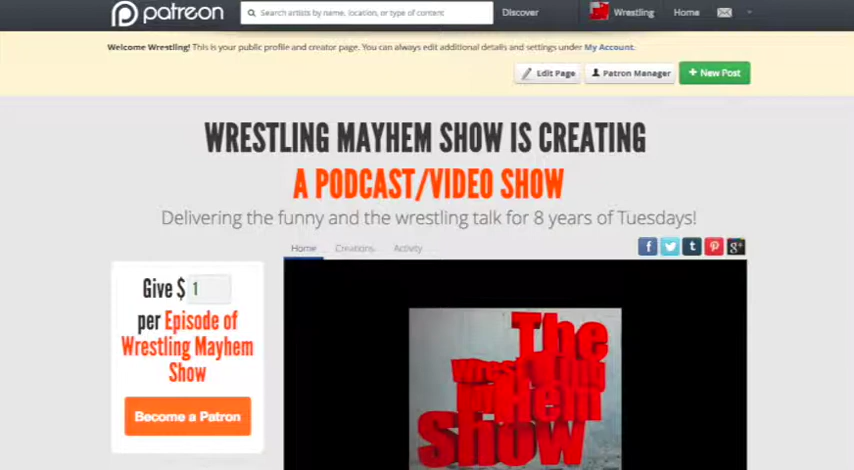 patreon
Search artists by name, location, or type of content
Discover
Wrestling
Home
Welcome Wrestling! This is your public profile and creator page. You can always edit additional details and settings under My Account.
Edit Page
Patron Manager
+ New Post
WRESTLING MAYHEM SHOW IS CREATING
A PODCAST/VIDEO SHOW
Delivering the funny and the wrestling talk for 8 years of Tuesdays!
Home
Creations
Activity
f
t
g+
Give $ 1
per Episode of
Wrestling Mayhem
Show
Become a Patron
The
Wrestling
Mayhem
Show